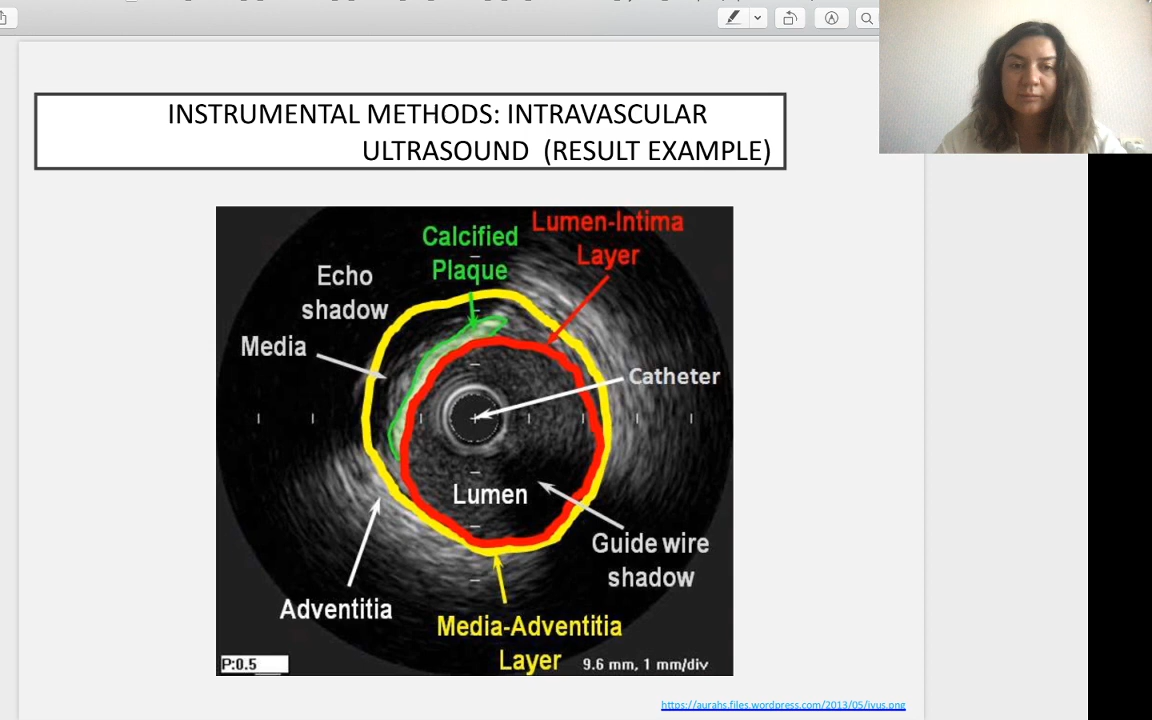 INSTRUMENTAL METHODS: INTRAVASCULAR
ULTRASOUND (RESULT EXAMPLE)
Lumen-Intima
Layer
Calcified
Plaque
Echo
shadow
Media
Catheter
Lumen
Guide wire
shadow
Adventitia
Media-Adventitia
Layer
P:0.5
9.6 mm, 1 mm/div
https://aurahs.files.wordpress.com/2013/05/ivus.png